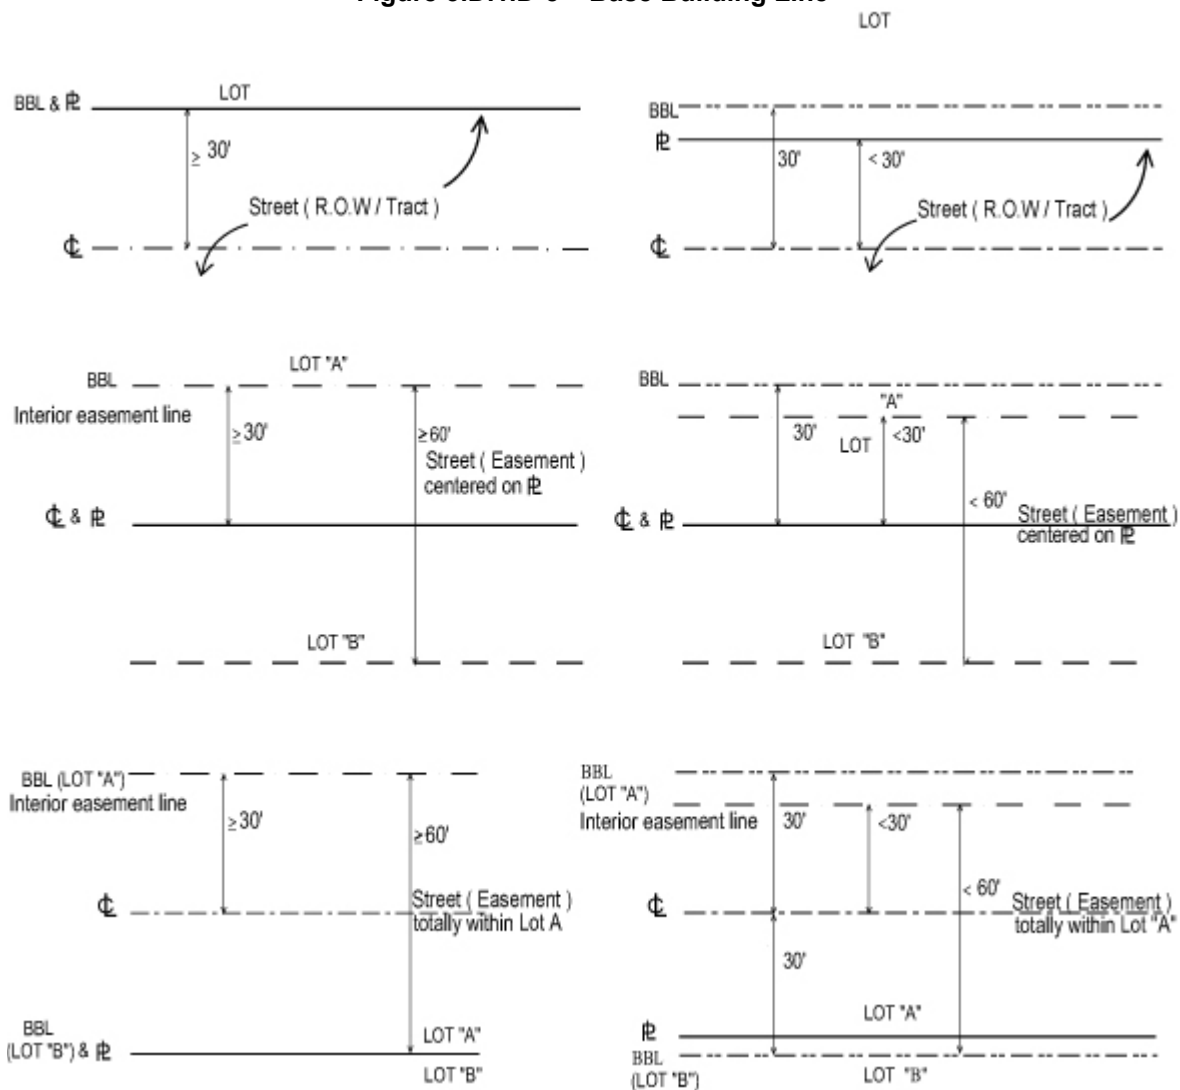 Figure – Base Building Line
LOT
BBL & ⅊
LOT
≥ 30'
Street ( R.O.W / Tract )
℄
BBL
⅊
30'
< 30'
Street ( R.O.W / Tract )
℄
LOT "A"
BBL
Interior easement line
≥30'
≥60'
Street ( Easement )
centered on ⅊
℄ & ⅊
LOT "B"
BBL
"A"
30'
LOT
<30'
< 60'
Street ( Easement )
centered on ⅊
℄ & ⅊
LOT "B"
BBL (LOT "A")
Interior easement line
≥30'
≥60'
℄
Street ( Easement )
totally within Lot A
BBL
(LOT "B") & ⅊
LOT "A"
LOT "B"
BBL
(LOT "A")
Interior easement line
30'
<30'
< 60'
℄
Street ( Easement )
totally within Lot "A"
30'
LOT "A"
⅊
BBL
(LOT "B")
LOT "B"